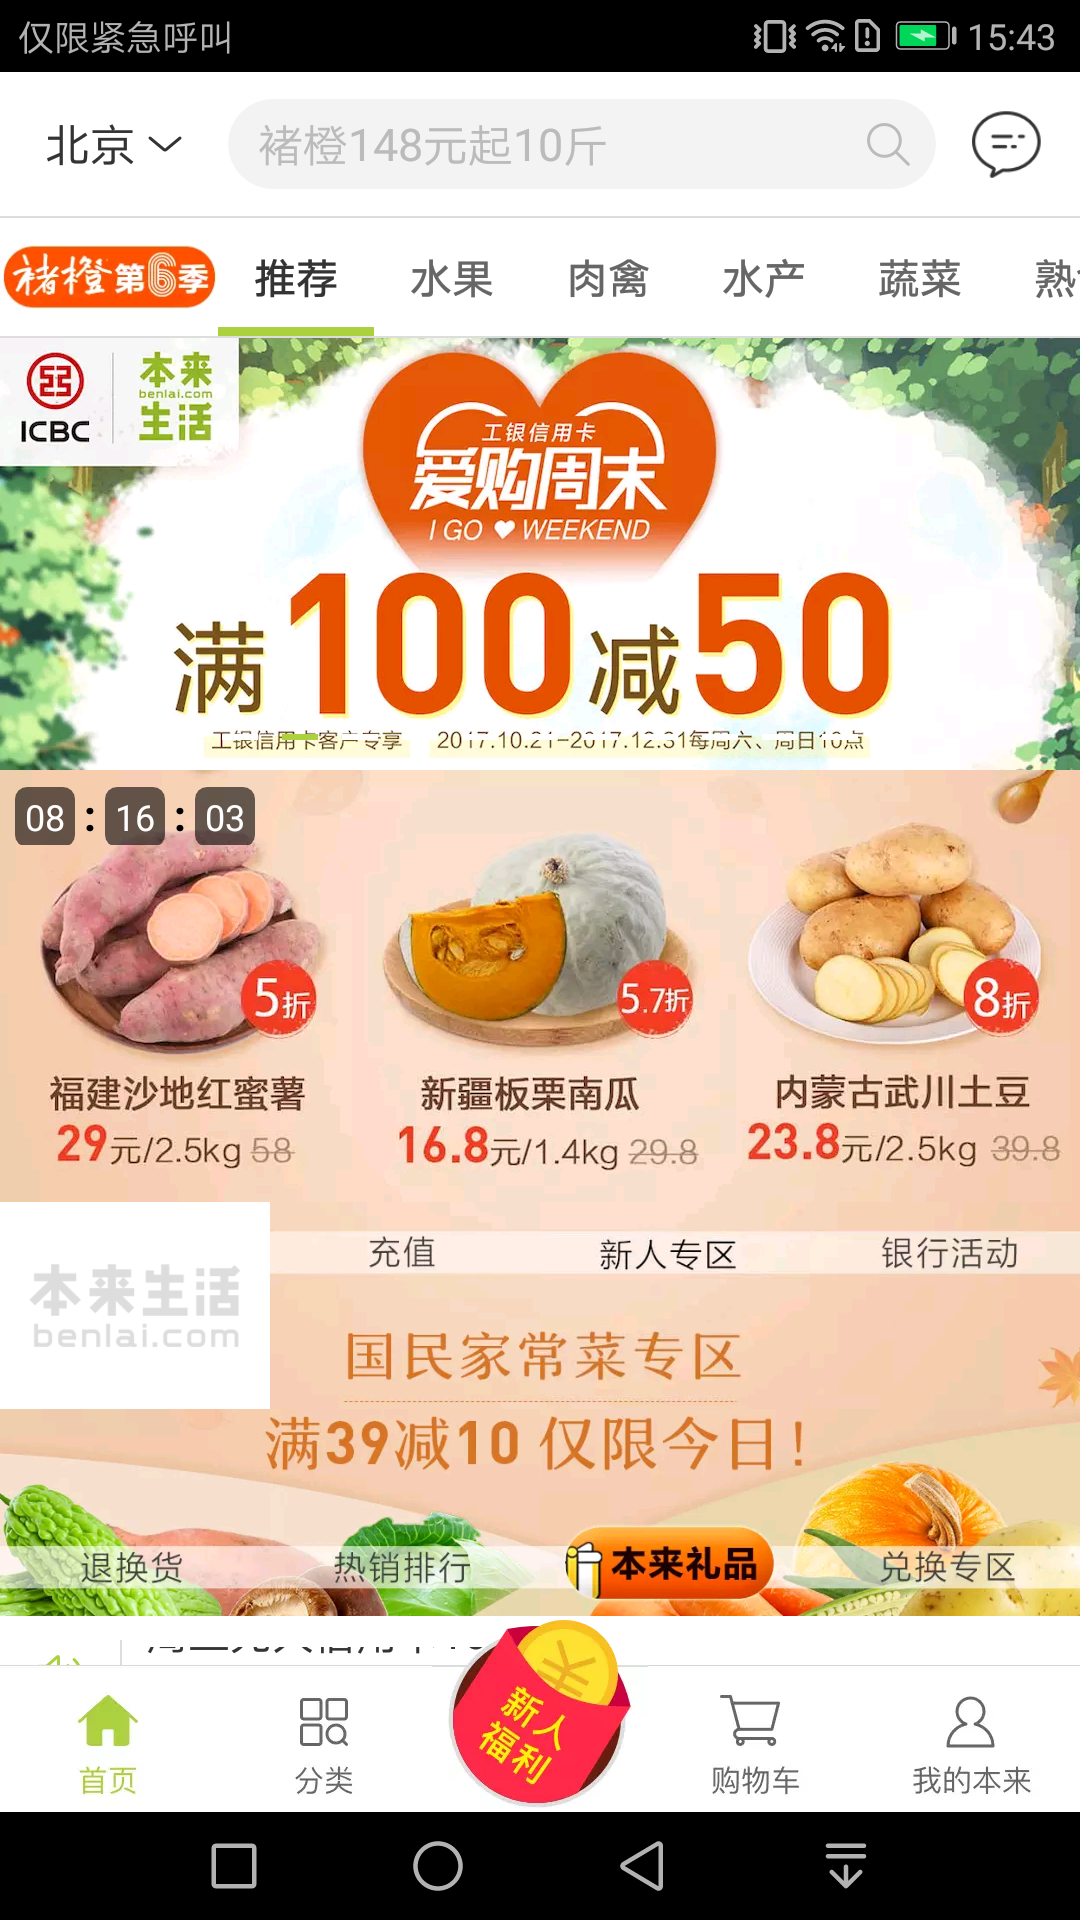 仅限紧急呼叫
15:43
北京
褚橙148元起10斤
褚橙第6季
推荐
水果
肉禽
水产
蔬菜
ICBC
本来
benlai.com
生活
工银信用卡
爱购周末
I GO WEEKEND
满100减50
工银信用卡客户专享 2017.10.21-2017.12.31每周六、周日10点
08 : 16 : 03
5折
5.7折
8折
福建沙地红蜜薯
新疆板栗南瓜
内蒙古武川土豆
29元/2.5kg 58
16.8元/1.4kg 29.8
23.8元/2.5kg 39.8
本来生活
benlai.com
充值
新人专区
银行活动
国民家常菜专区
满39减10 仅限今日！
退换货
热销排行
本来礼品
兑换专区
新人
福利
首页
分类
购物车
我的本来